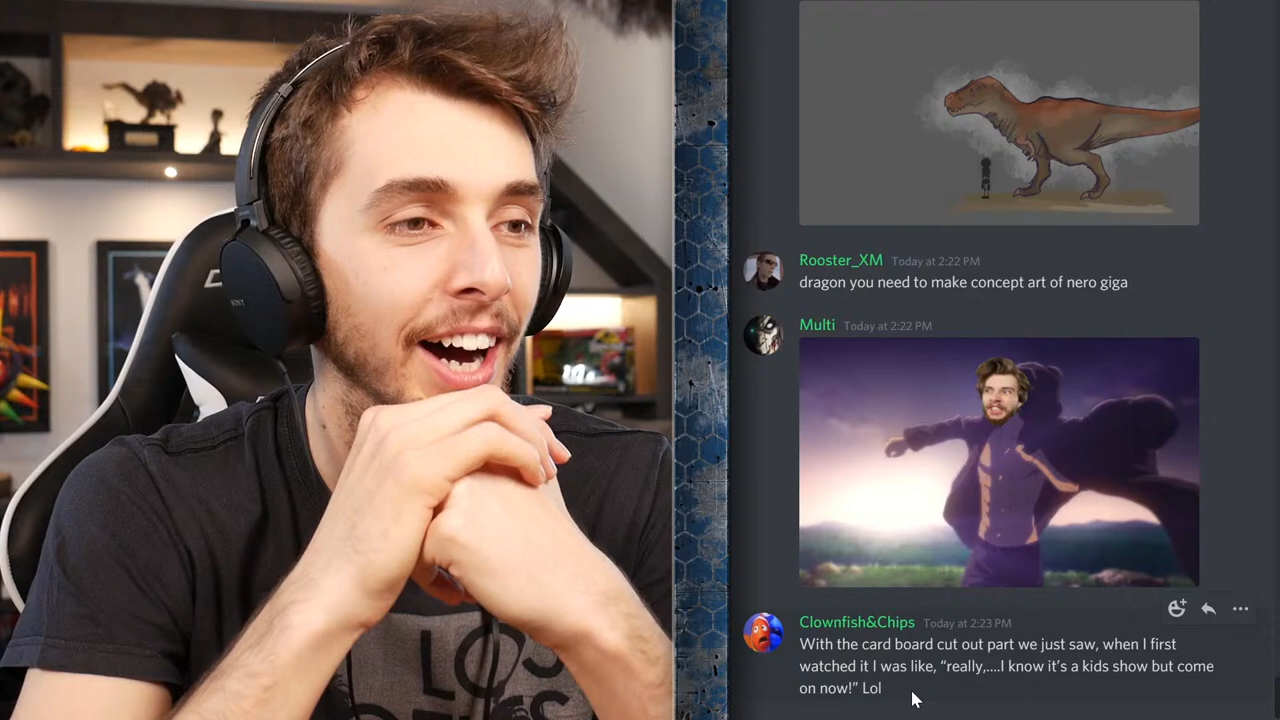 SONY
LOS
Rooster_XM Today at 2:22 PM
dragon you need to make concept art of nero giga
Multi Today at 2:22 PM
Clownfish&Chips Today at 2:23 PM
With the card board cut out part we just saw, when I first
watched it I was like, “really,....I know it's a kids show but come
on now!” Lol